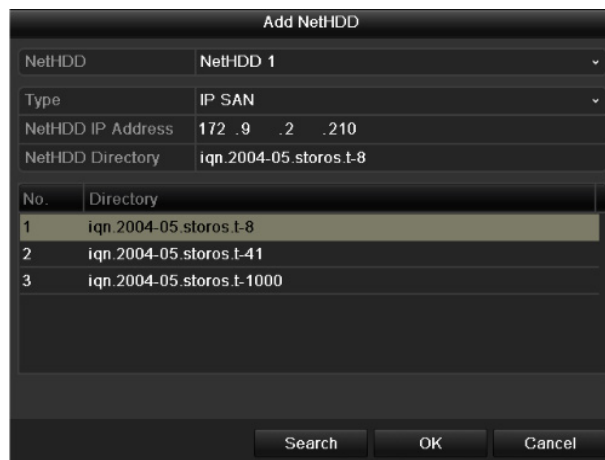 Add NetHDD
NetHDD NetHDD 1
Type IP SAN
NetHDD IP Address 172 .9 .2 .210
NetHDD Directory iqn.2004-05.storos.t-8
No. Directory
1 iqn.2004-05.storos.t-8
2 iqn.2004-05.storos.t-41
3 iqn.2004-05.storos.t-1000
Search OK Cancel